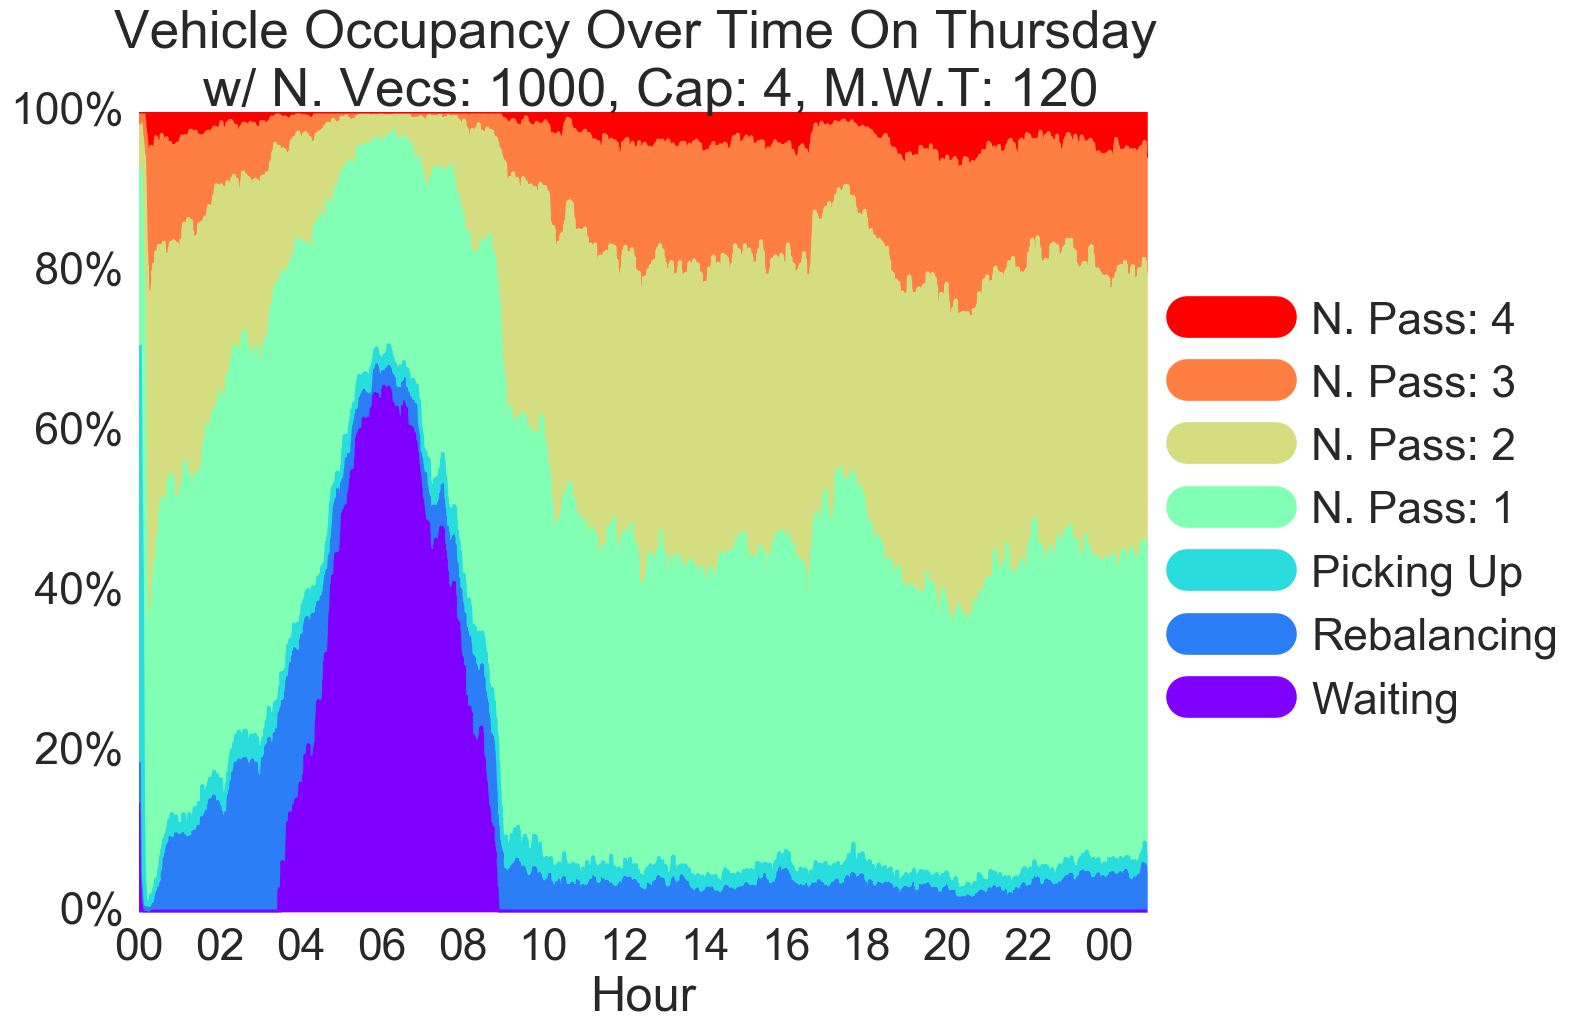 Vehicle Occupancy Over Time On Thursday
w/ N. Vecs: 1000, Cap: 4, M.W.T: 120
100%
80%
60%
40%
20%
0%
00 02 04 06 08 10 12 14 16 18 20 22 00
Hour
N. Pass: 4
N. Pass: 3
N. Pass: 2
N. Pass: 1
Picking Up
Rebalancing
Waiting